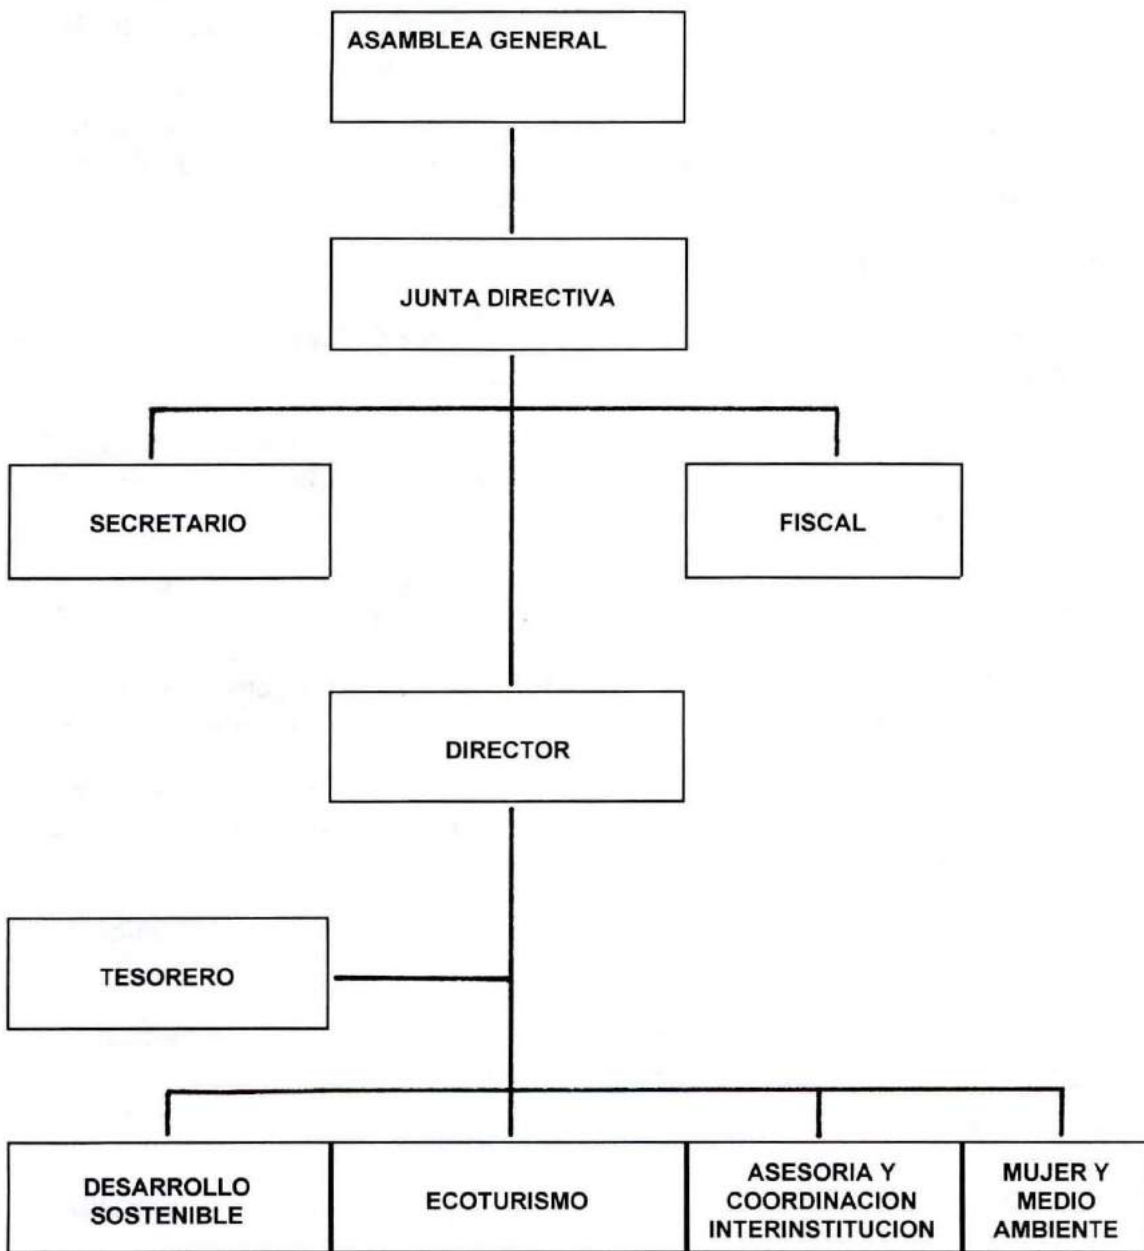 ASAMBLEA GENERAL
JUNTA DIRECTIVA
SECRETARIO
FISCAL
DIRECTOR
TESORERO
DESARROLLO
SOSTENIBLE
ECOTURISMO
ASESORIA Y
COORDINACION
INTERINSTITUCION
MUJER Y
MEDIO
AMBIENTE